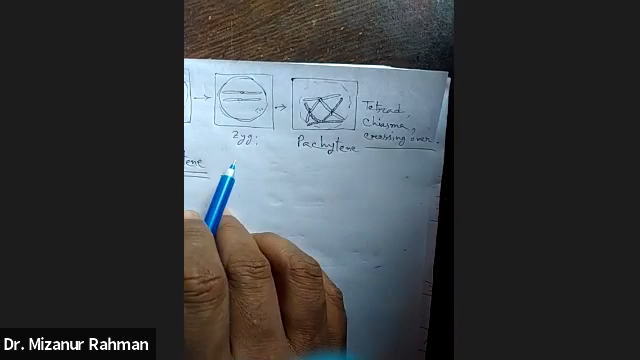 Zyg:
Pachytene
Tetrad,
Chiasma,
crossing over.
tene
Dr. Mizanur Rahman